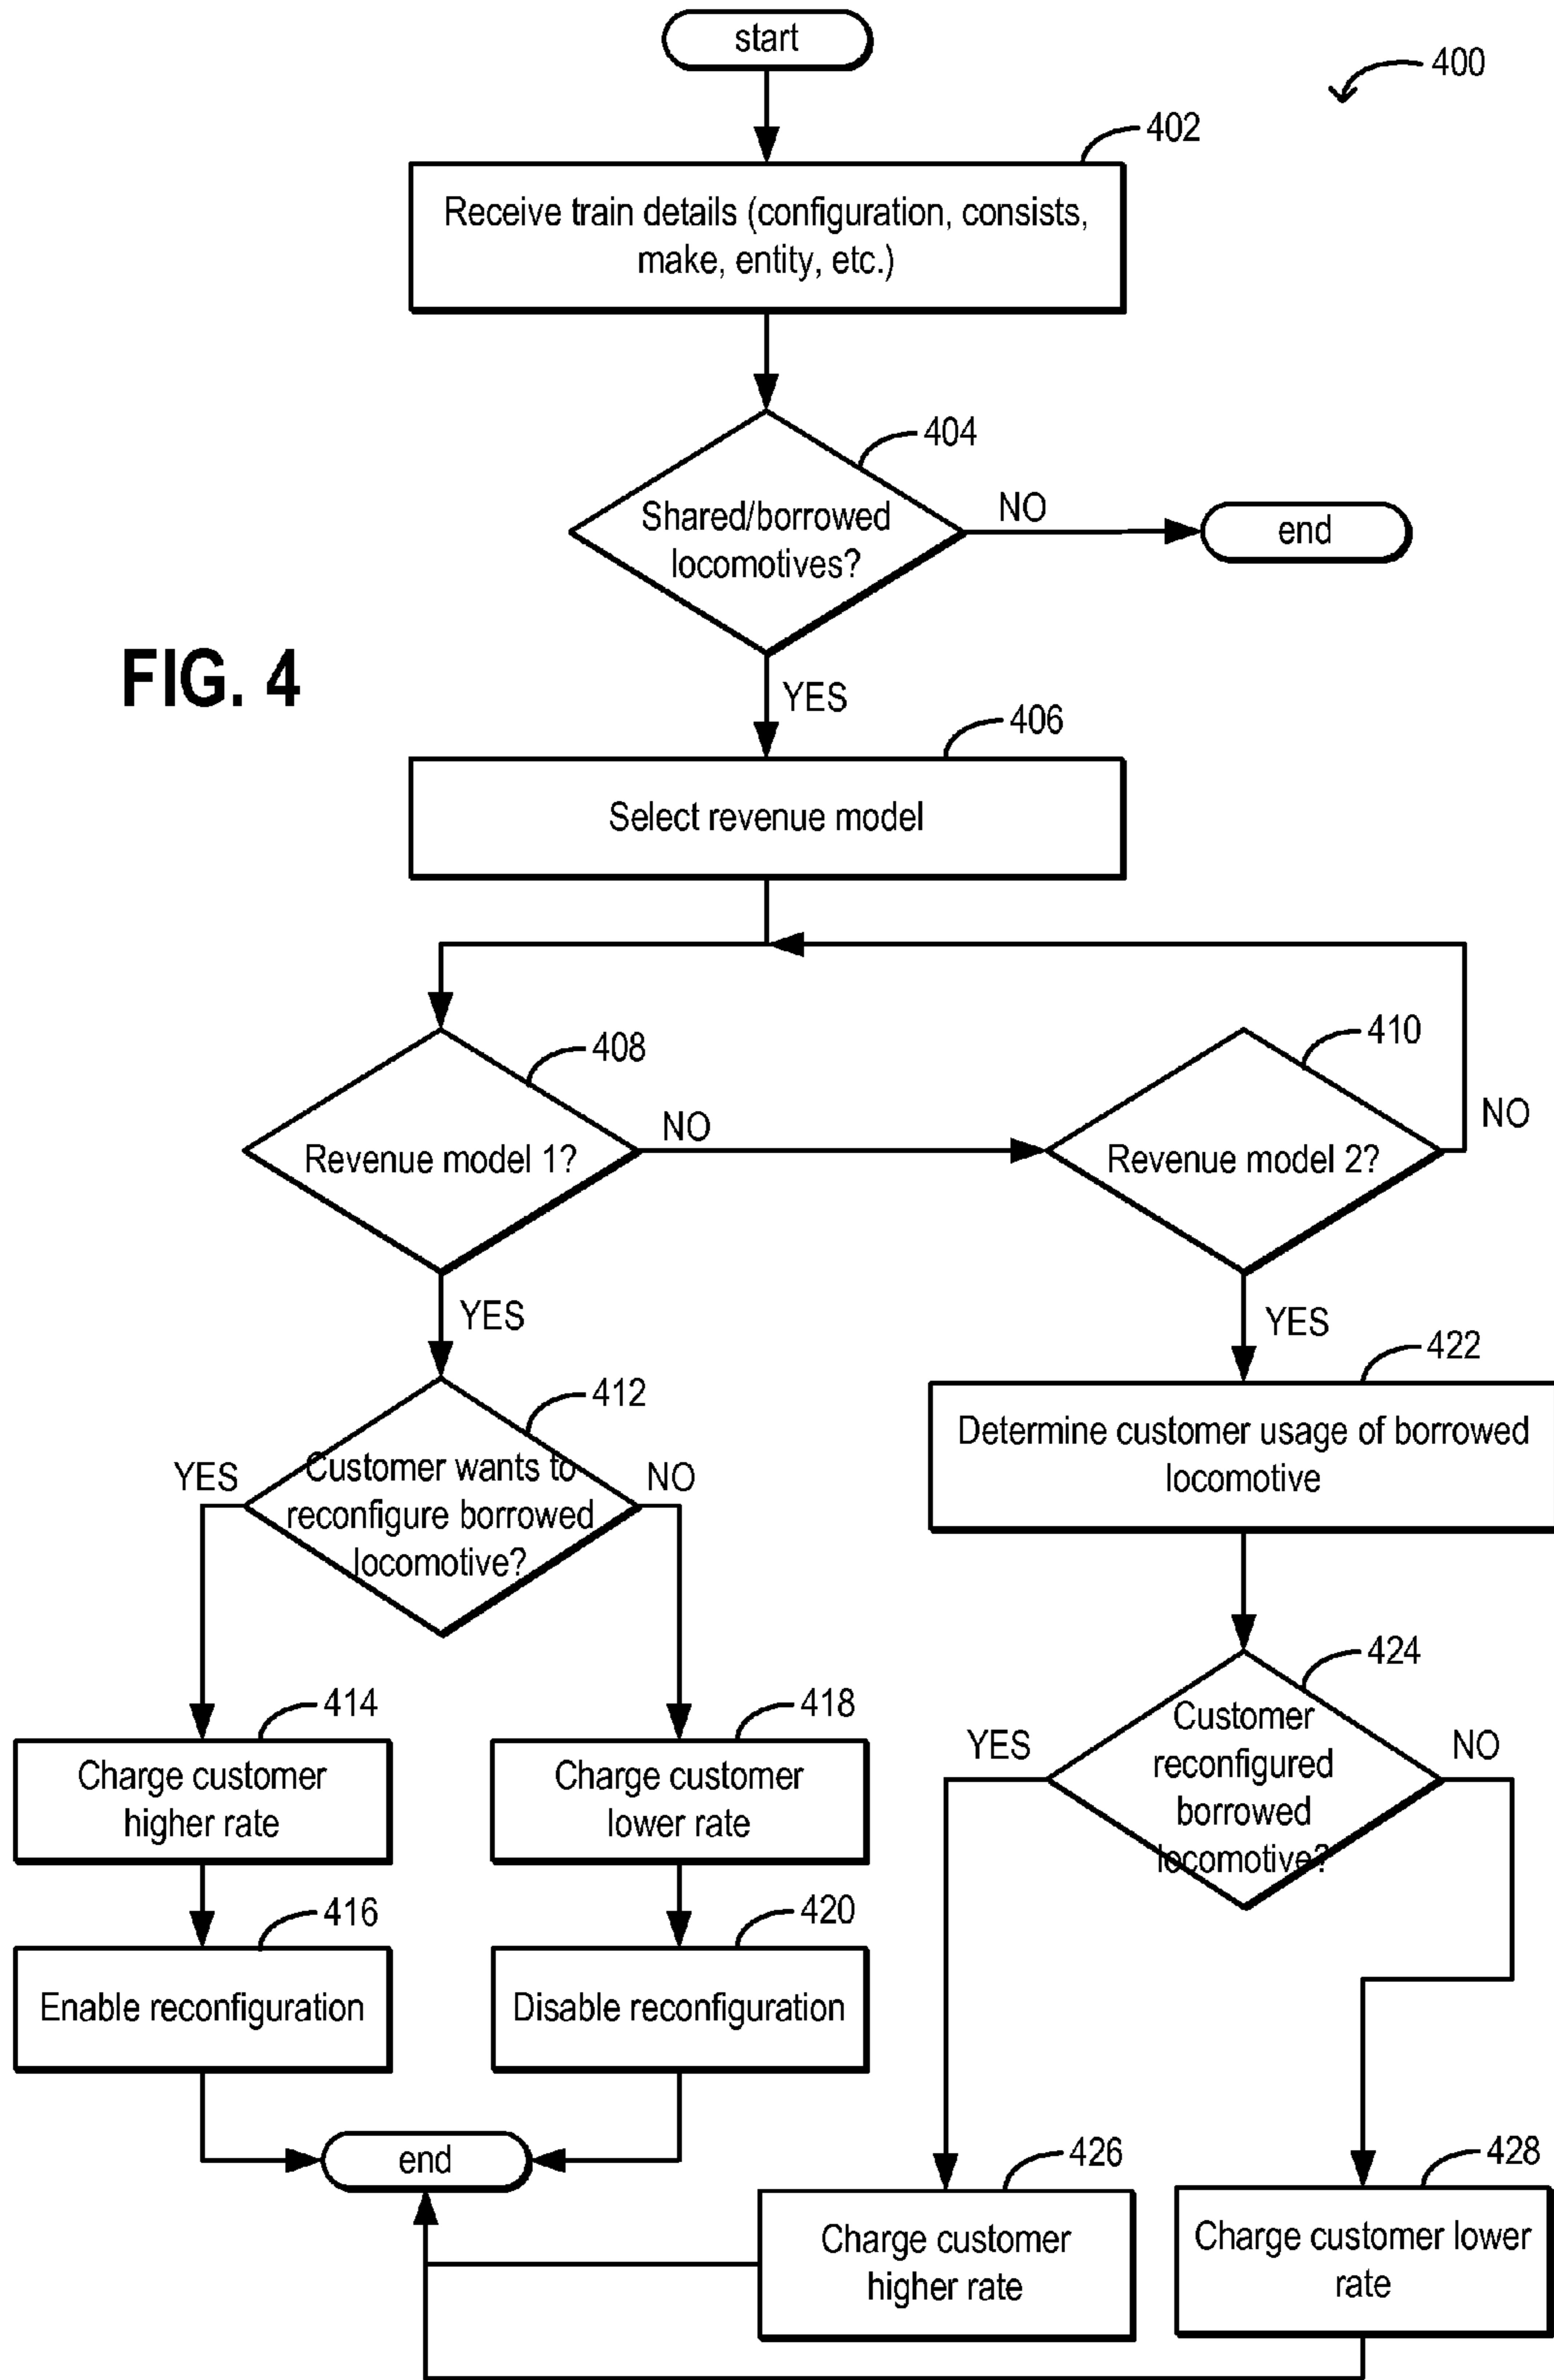 start
400
402
Receive train details (configuration, consists,
make, entity, etc.)
404
Shared/borrowed
locomotives?
NO
end
FIG. 4
YES
406
Select revenue model
408
Revenue model 1?
NO
410
Revenue model 2?
NO
YES
YES
412
Customer wants to
reconfigure borrowed
locomotive?
YES
NO
422
Determine customer usage of borrowed
locomotive
424
Customer
reconfigured
borrowed
locomotive?
YES
NO
414
Charge customer
higher rate
418
Charge customer
lower rate
416
Enable reconfiguration
420
Disable reconfiguration
end
426
Charge customer
higher rate
428
Charge customer lower
rate